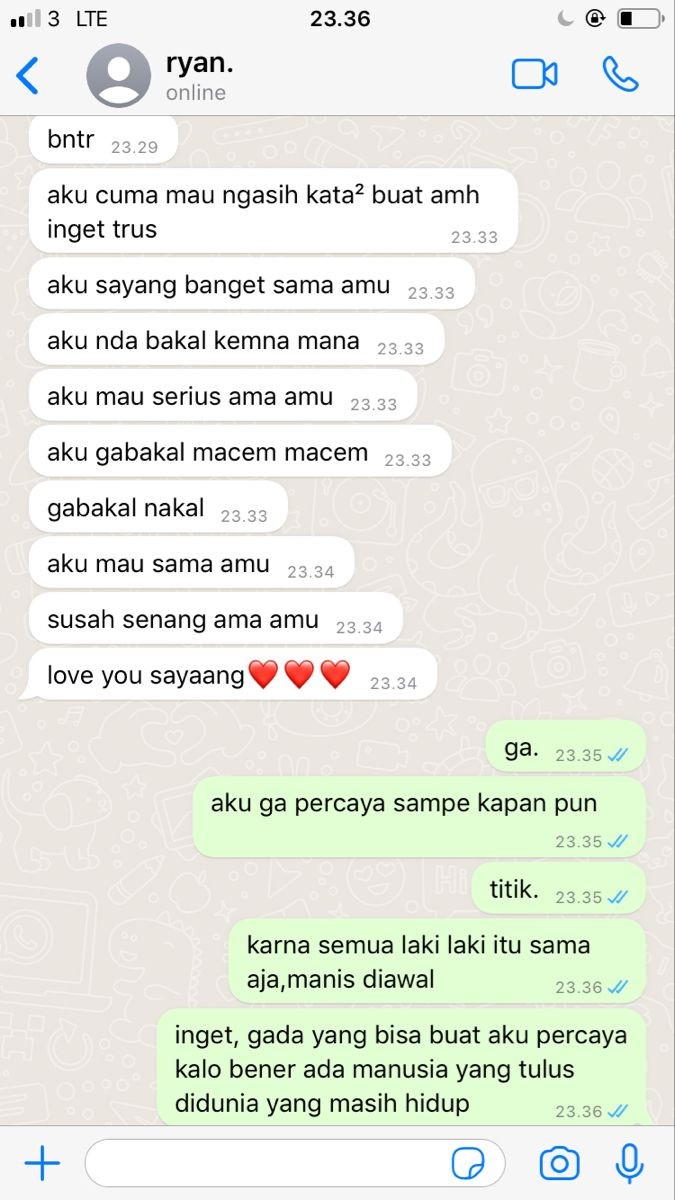 3 LTE 23.36
ryan.
online
bntr 23.29
aku cuma mau ngasih kata² buat amh
inget trus 23.33
aku sayang banget sama amu 23.33
aku nda bakal kemna mana 23.33
aku mau serius ama amu 23.33
aku gabakal macem macem 23.33
gabakal nakal 23.33
aku mau sama amu 23.34
susah senang ama amu 23.34
love you sayaang❤️❤️❤️ 23.34
ga. 23.35
aku ga percaya sampe kapan pun
23.35
titik. 23.35
karna semua laki laki itu sama
aja,manis diawal 23.36
inget, gada yang bisa buat aku percaya
kalo bener ada manusia yang tulus
didunia yang masih hidup 23.36